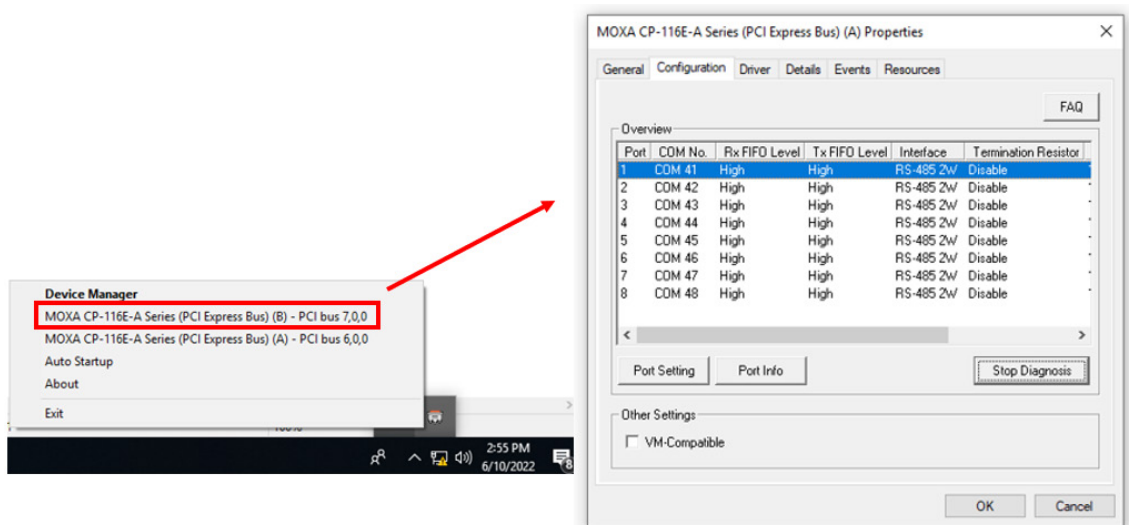 Device Manager
MOXA CP-116E-A Series (PCI Express Bus) (B) - PCI bus 7,0,0
MOXA CP-116E-A Series (PCI Express Bus) (A) - PCI bus 6,0,0
Auto Startup
About
Exit
2:55 PM
6/10/2022
8
MOXA CP-116E-A Series (PCI Express Bus) (A) Properties
General Configuration Driver Details Events Resources
FAQ
Overview
Port COM No. Rx FIFO Level Tx FIFO Level Interface Termination Resistor
1 COM 41 High High RS-485 2W Disable
2 COM 42 High High RS-485 2W Disable
3 COM 43 High High RS-485 2W Disable
4 COM 44 High High RS-485 2W Disable
5 COM 45 High High RS-485 2W Disable
6 COM 46 High High RS-485 2W Disable
7 COM 47 High High RS-485 2W Disable
8 COM 48 High High RS-485 2W Disable
Port Setting Port Info Stop Diagnosis
Other Settings
VM-Compatible
OK Cancel